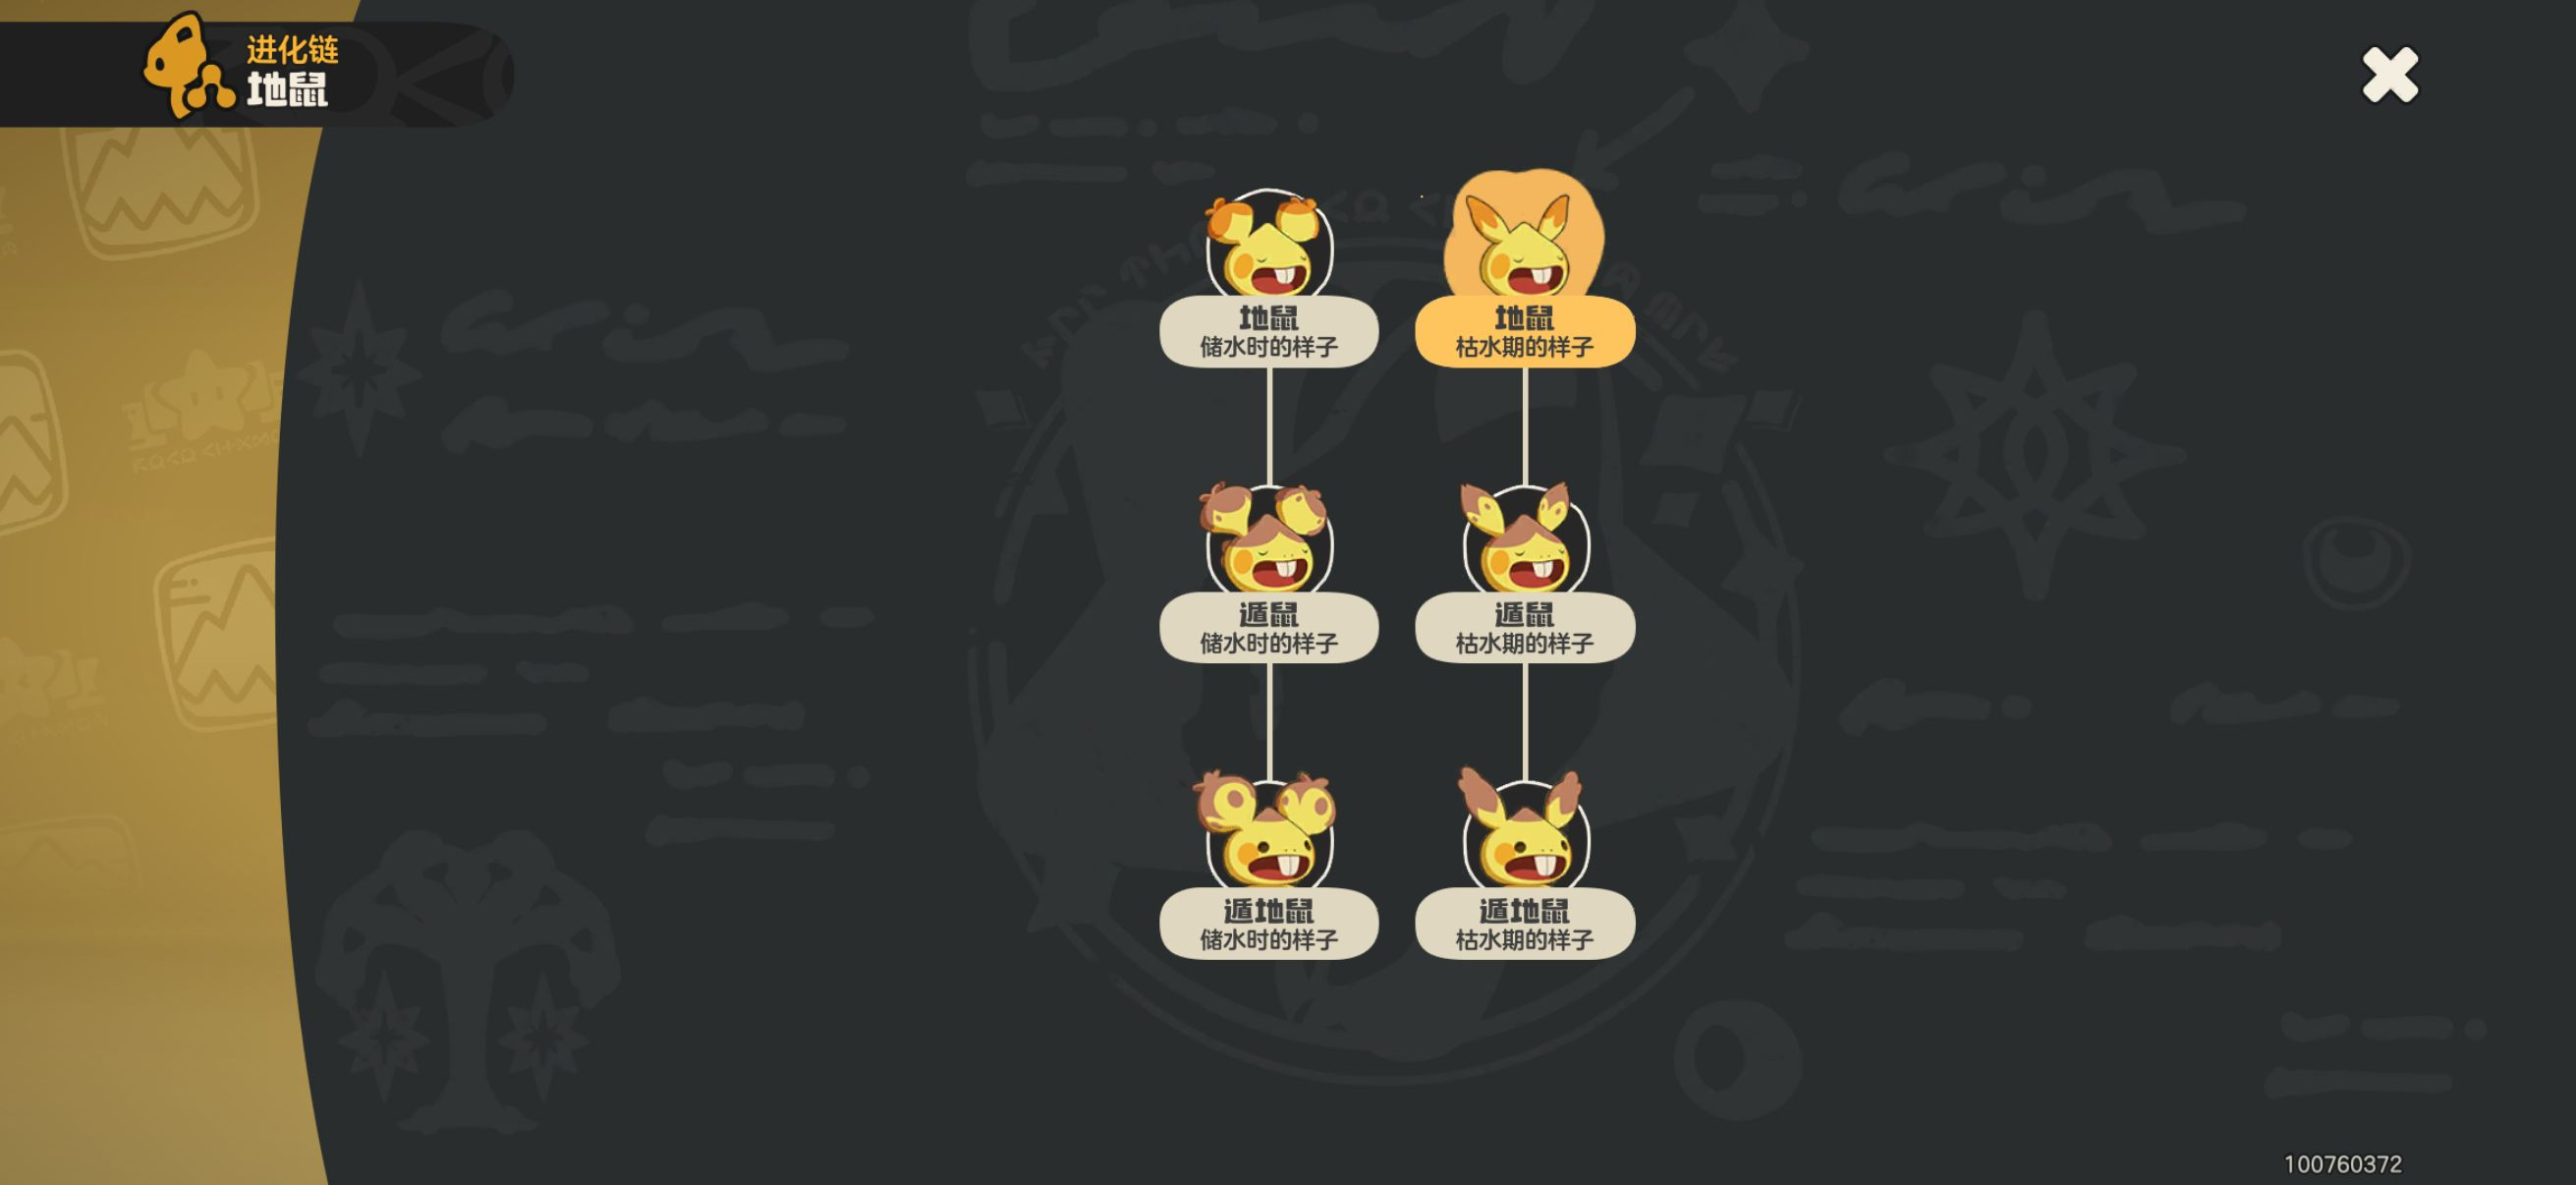 进化链
地鼠
地鼠
储水时的样子
地鼠
枯水期的样子
遁鼠
储水时的样子
遁鼠
枯水期的样子
遁地鼠
储水时的样子
遁地鼠
枯水期的样子
100760372